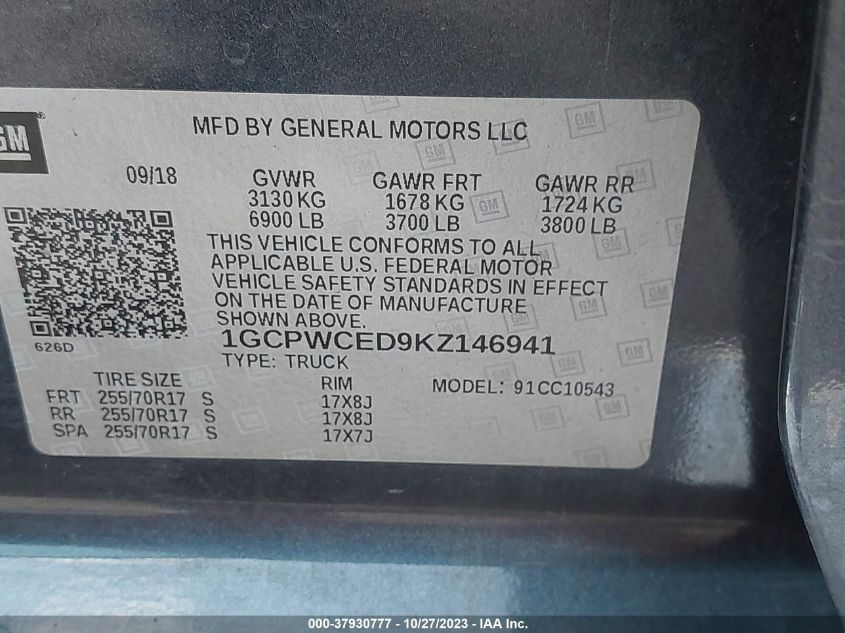 GM
MFD BY GENERAL MOTORS LLC
09/18
GVWR GAWR FRT GAWR RR
3130 KG 1678 KG 1724 KG
6900 LB 3700 LB 3800 LB
THIS VEHICLE CONFORMS TO ALL
APPLICABLE U.S. FEDERAL MOTOR
VEHICLE SAFETY STANDARDS IN EFFECT
ON THE DATE OF MANUFACTURE
SHOWN ABOVE.
626D
1GCPWCED9KZ146941
TYPE: TRUCK
TIRE SIZE RIM MODEL: 91CC10543
FRT 255/70R17 S 17X8J
RR 255/70R17 S 17X8J
SPA 255/70R17 S 17X7J
000-37930777 - 10/27/2023 - IAA Inc.